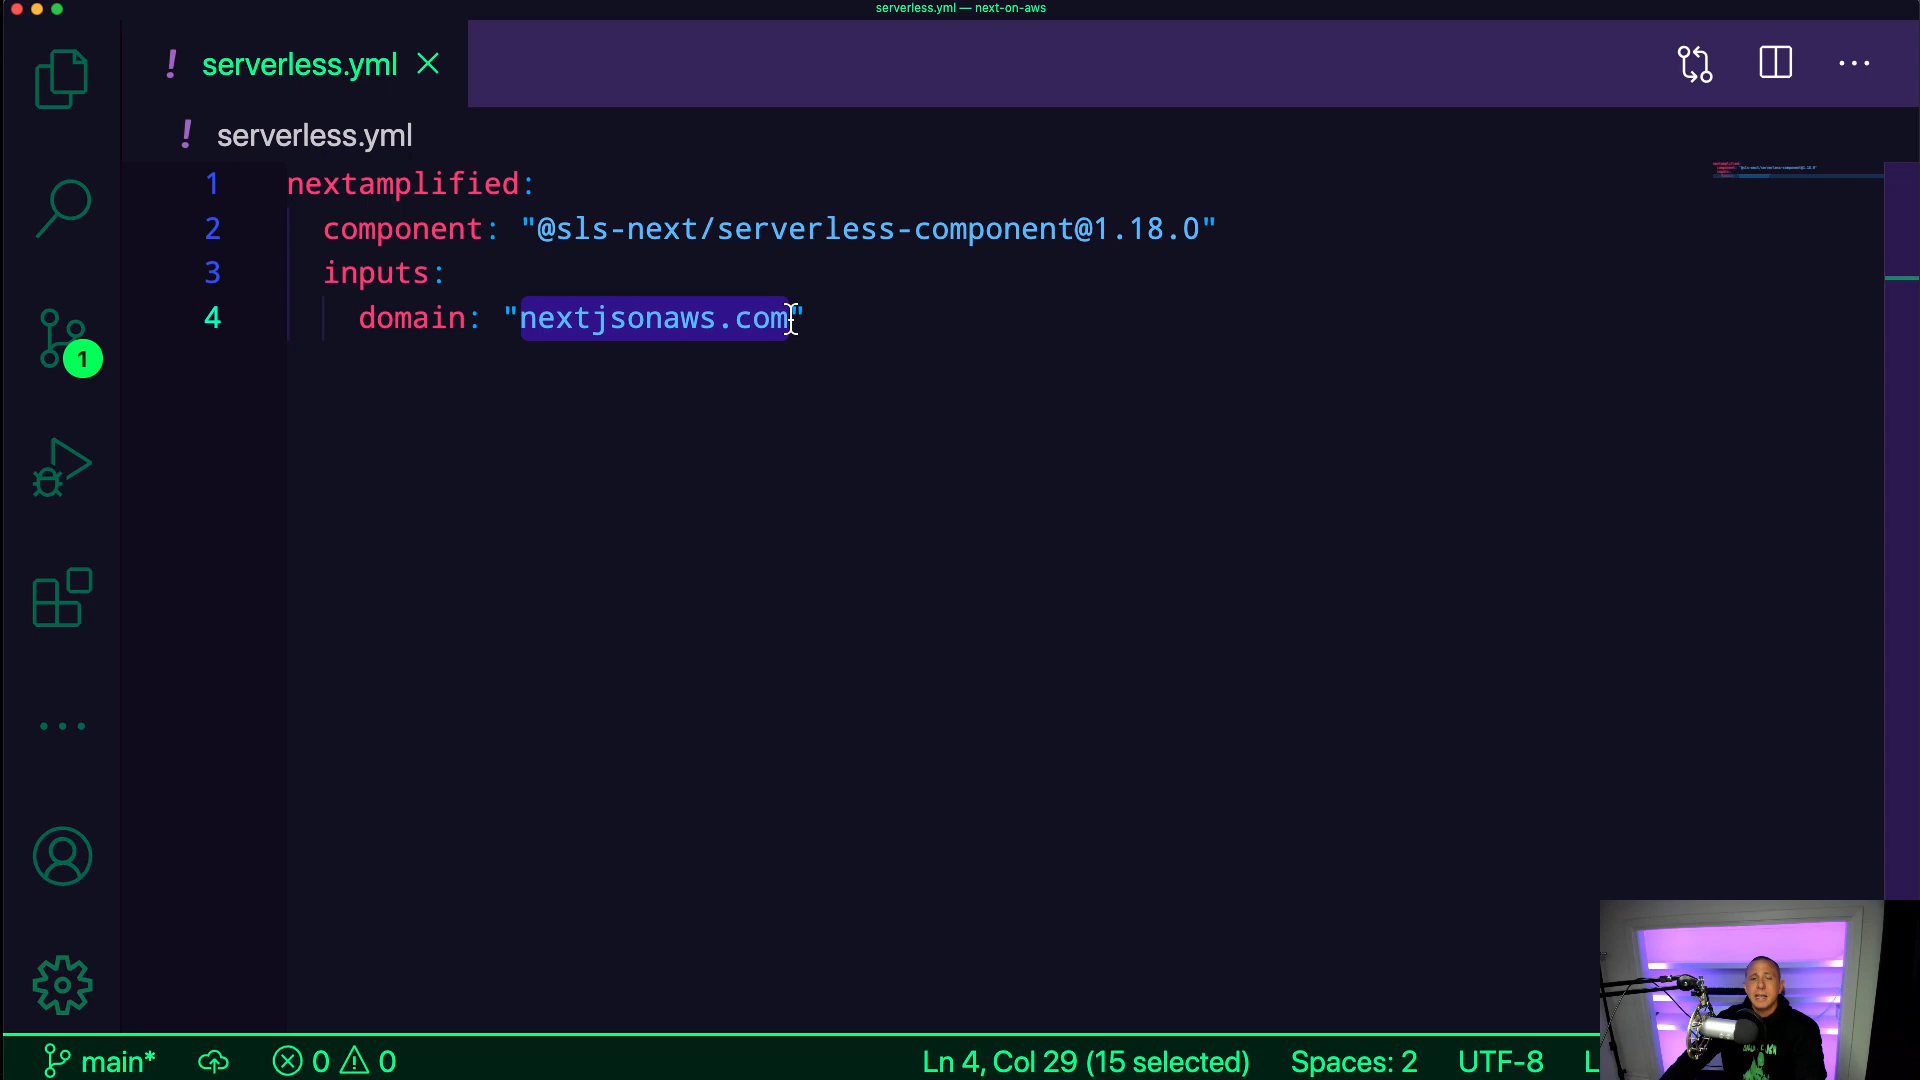 serverless.yml — next-on-aws
! serverless.yml
! serverless.yml
1 nextamplified:
2 component: "@sls-next/serverless-component@1.18.0"
3 inputs:
4 domain: "nextjsonaws.com"
1
main* 0 0 Ln 4, Col 29 (15 selected) Spaces: 2 UTF-8 L